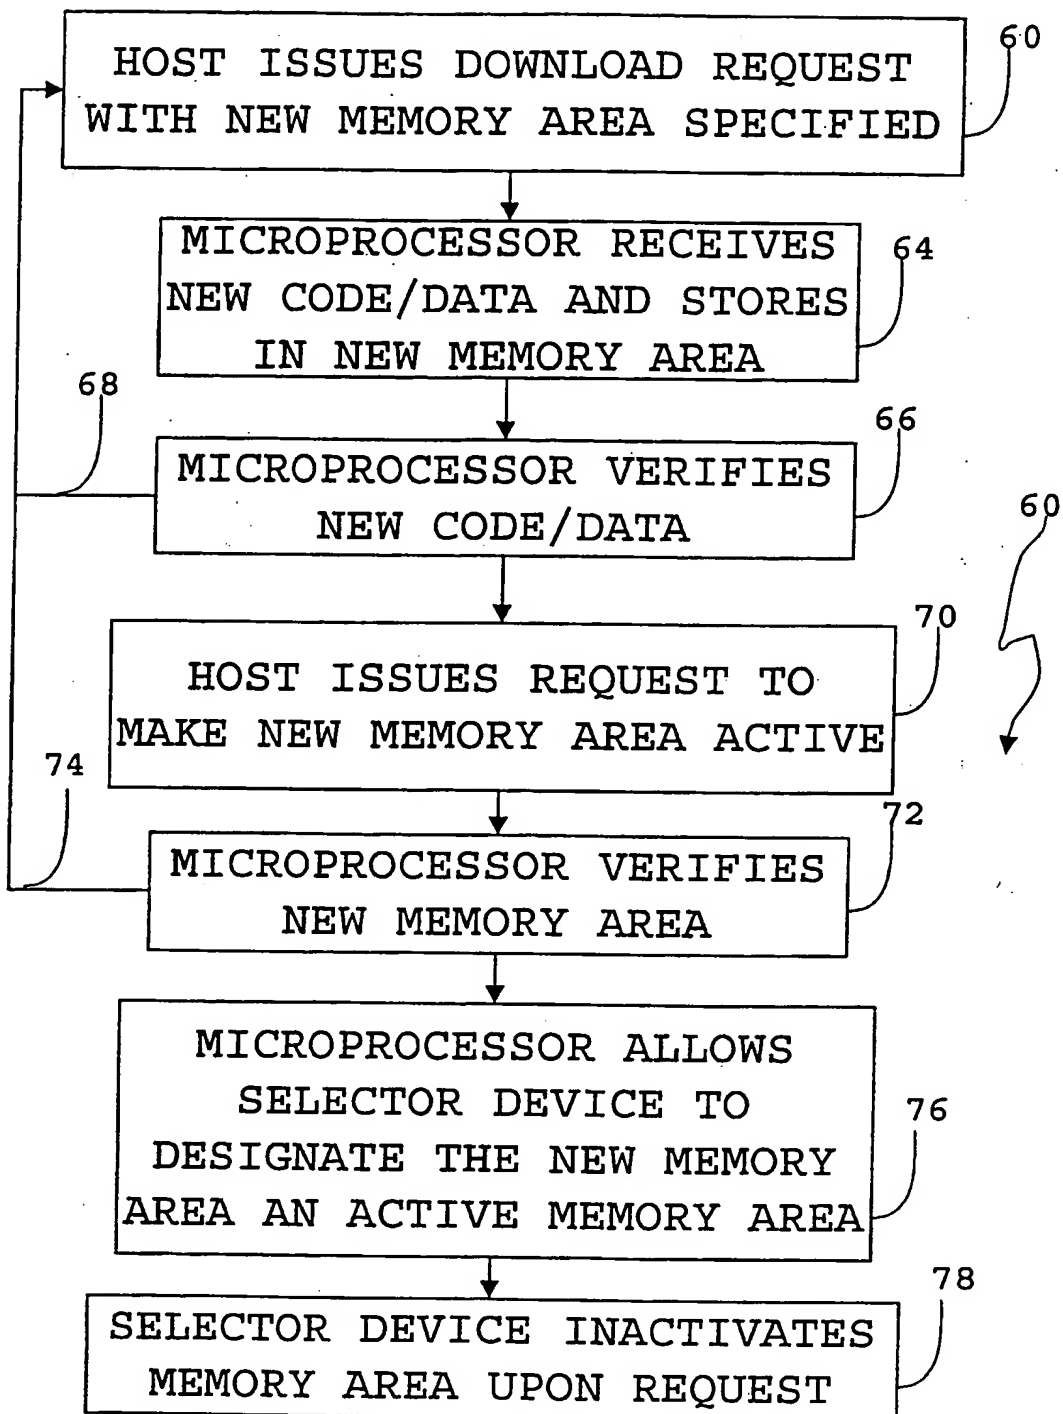 HOST ISSUES DOWNLOAD REQUEST
WITH NEW MEMORY AREA SPECIFIED
60
MICROPROCESSOR RECEIVES
NEW CODE/DATA AND STORES
IN NEW MEMORY AREA
64
68
MICROPROCESSOR VERIFIES
NEW CODE/DATA
66
60
HOST ISSUES REQUEST TO
MAKE NEW MEMORY AREA ACTIVE
70
74
MICROPROCESSOR VERIFIES
NEW MEMORY AREA
72
MICROPROCESSOR ALLOWS
SELECTOR DEVICE TO
DESIGNATE THE NEW MEMORY
AREA AN ACTIVE MEMORY AREA
76
SELECTOR DEVICE INACTIVATES
MEMORY AREA UPON REQUEST
78